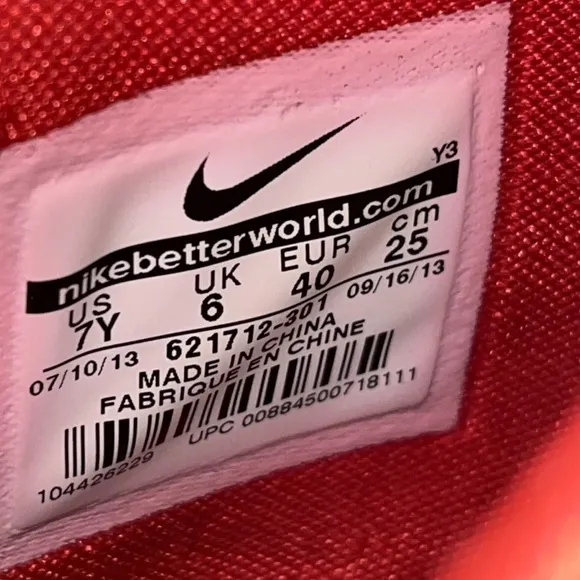 Y3
nikebetterworld.com
US UK EUR cm
7Y 6 40 25
07/10/13 621712-301 09/16/13
MADE IN CHINA
FABRIQUE EN CHINE
UPC 00884500718111
104426229